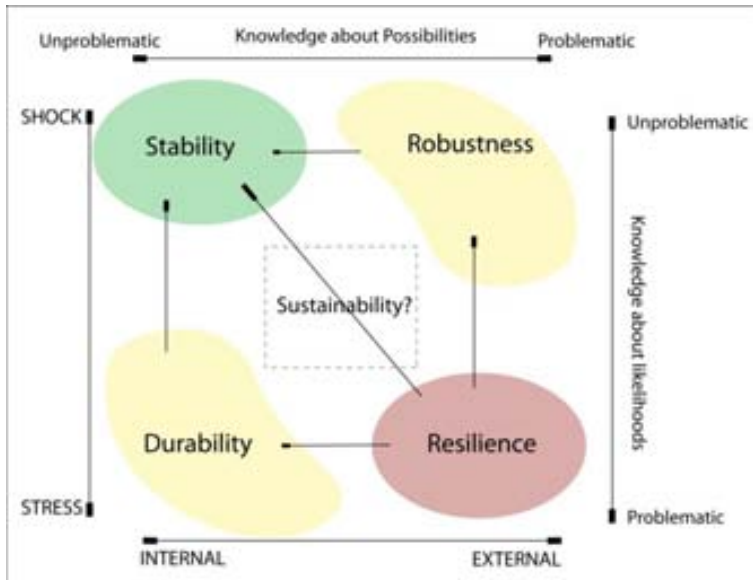 Knowledge about Possibilities
Unproblematic
Problematic
SHOCK
Unproblematic
Stability
Robustness
Knowledge about likelihoods
Sustainability?
Durability
Resilience
STRESS
Problematic
INTERNAL
EXTERNAL